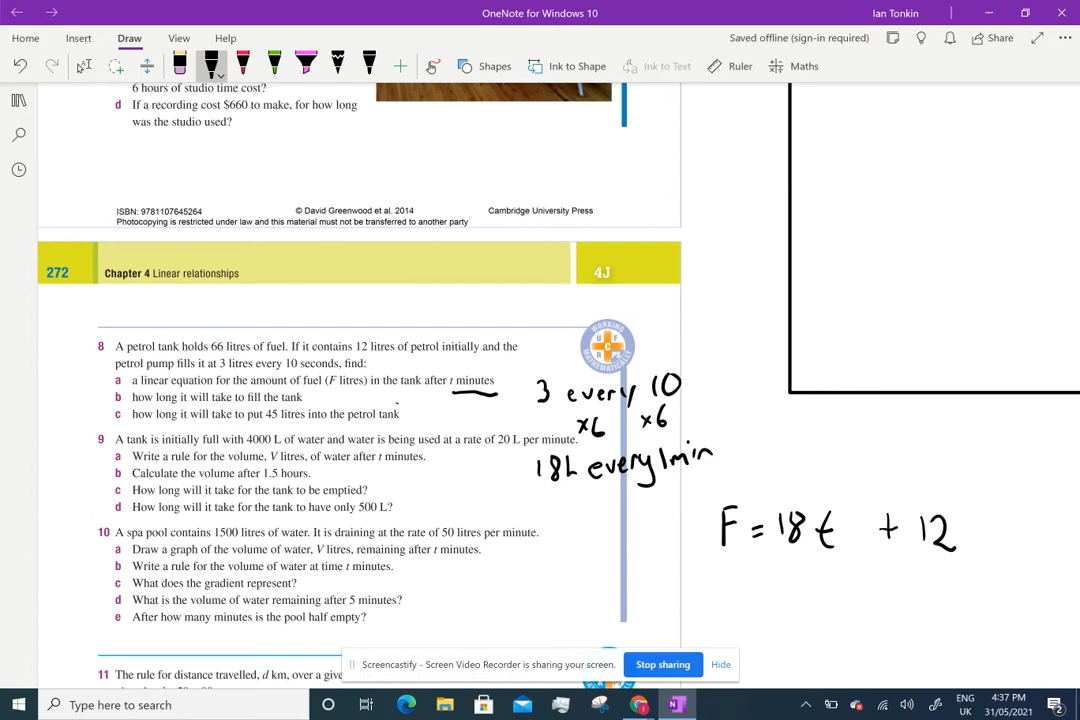 OneNote for Windows 10
Ian Tonkin
Home Insert Draw View Help
Saved offline (sign-in required)
Share
Ink to Shape
Shapes
Ink to Text
Ruler
Maths
6 hours of studio time cost?
d If a recording cost $660 to make, for how long
was the studio used?
ISBN: 9781107645264 © David Greenwood et al. 2014 Cambridge University Press
Photocopying is restricted under law and this material must not be transferred to another party
272 Chapter 4 Linear relationships 4J
WORKING
U F
C
R PS
MATHEMATICALLY
8 A petrol tank holds 66 litres of fuel. If it contains 12 litres of petrol initially and the
petrol pump fills it at 3 litres every 10 seconds, find:
a a linear equation for the amount of fuel (F litres) in the tank after t minutes
b how long it will take to fill the tank
c how long it will take to put 45 litres into the petrol tank
3 every 10
×6 ×6
18L every 1min
F = 18t + 12
9 A tank is initially full with 4000 L of water and water is being used at a rate of 20 L per minute.
a Write a rule for the volume, V litres, of water after t minutes.
b Calculate the volume after 1.5 hours.
c How long will it take for the tank to be emptied?
d How long will it take for the tank to have only 500 L?
10 A spa pool contains 1500 litres of water. It is draining at the rate of 50 litres per minute.
a Draw a graph of the volume of water, V litres, remaining after t minutes.
b Write a rule for the volume of water at time t minutes.
c What does the gradient represent?
d What is the volume of water remaining after 5 minutes?
e After how many minutes is the pool half empty?
11 The rule for distance travelled, d km, over a give
Screencastify - Screen Video Recorder is sharing your screen.
Stop sharing
Hide
Type here to search
ENG
UK
4:37 PM
31/05/2021
2